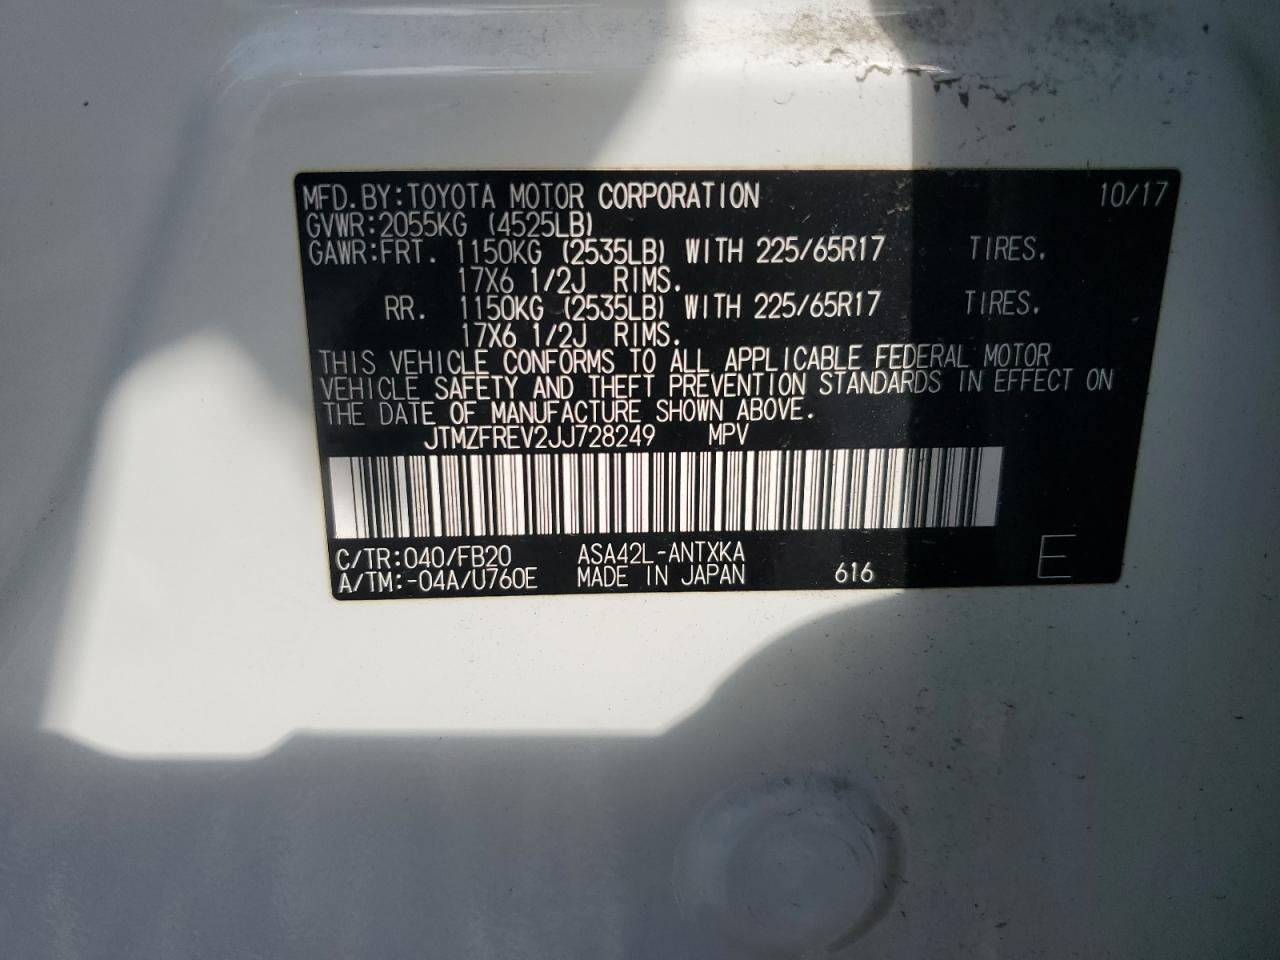 MFD.BY:TOYOTA MOTOR CORPORATION 10/17
GVWR:2055KG (4525LB)
GAWR:FRT. 1150KG (2535LB) WITH 225/65R17 TIRES.
17X6 1/2J RIMS.
RR. 1150KG (2535LB) WITH 225/65R17 TIRES.
17X6 1/2J RIMS.
THIS VEHICLE CONFORMS TO ALL APPLICABLE FEDERAL MOTOR
VEHICLE SAFETY AND THEFT PREVENTION STANDARDS IN EFFECT ON
THE DATE OF MANUFACTURE SHOWN ABOVE.
JTMZFREV2JJ728249 MPV
C/TR:040/FB20 ASA42L-ANTXKA
A/TM:-04A/U760E MADE IN JAPAN 616 E